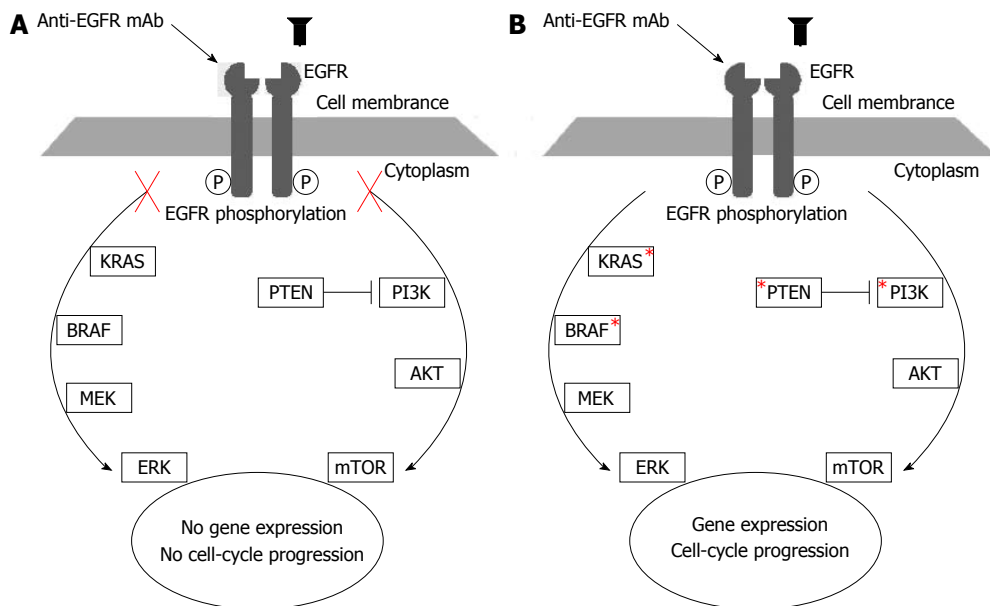 A
Anti-EGFR mAb
EGFR
Cell membrance
Cytoplasm
P
P
EGFR phosphorylation
KRAS
PTEN
PI3K
BRAF
AKT
MEK
ERK
mTOR
No gene expression
No cell-cycle progression
B
Anti-EGFR mAb
EGFR
Cell membrance
Cytoplasm
P
P
EGFR phosphorylation
KRAS*
*PTEN
*PI3K
BRAF*
AKT
MEK
ERK
mTOR
Gene expression
Cell-cycle progression